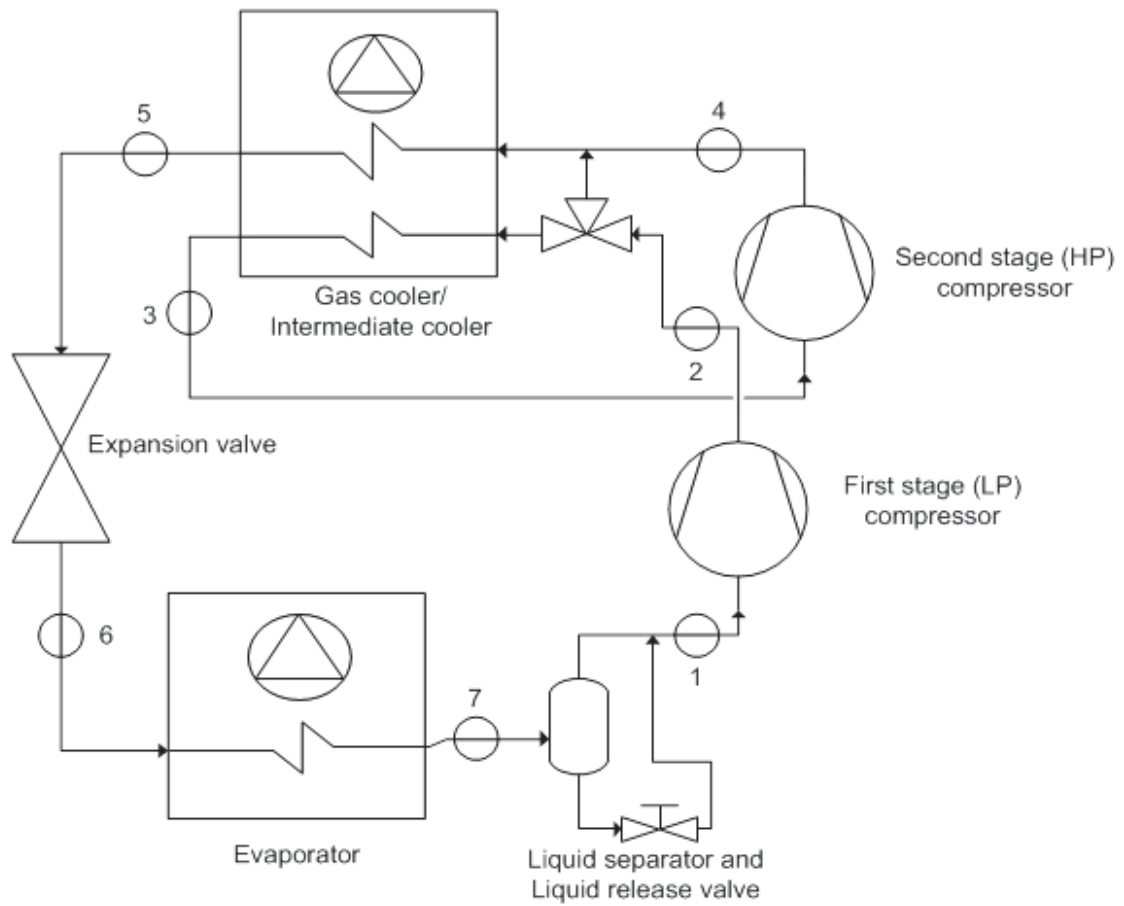 5
4
Second stage (HP)
compressor
Gas cooler/
Intermediate cooler
3
2
Expansion valve
First stage (LP)
compressor
6
1
7
Evaporator
Liquid separator and
Liquid release valve